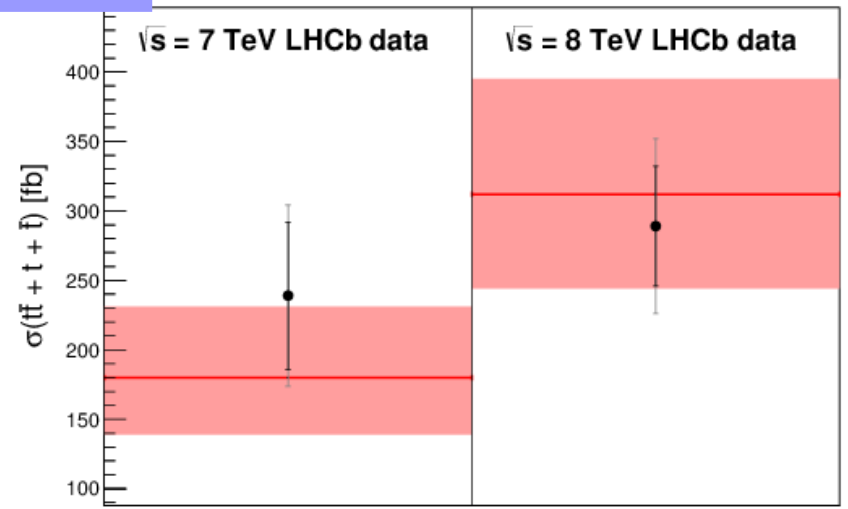 √s = 7 TeV LHCb data
√s = 8 TeV LHCb data
σ(tt̄ + t + t̄) [fb]
400
350
300
250
200
150
100